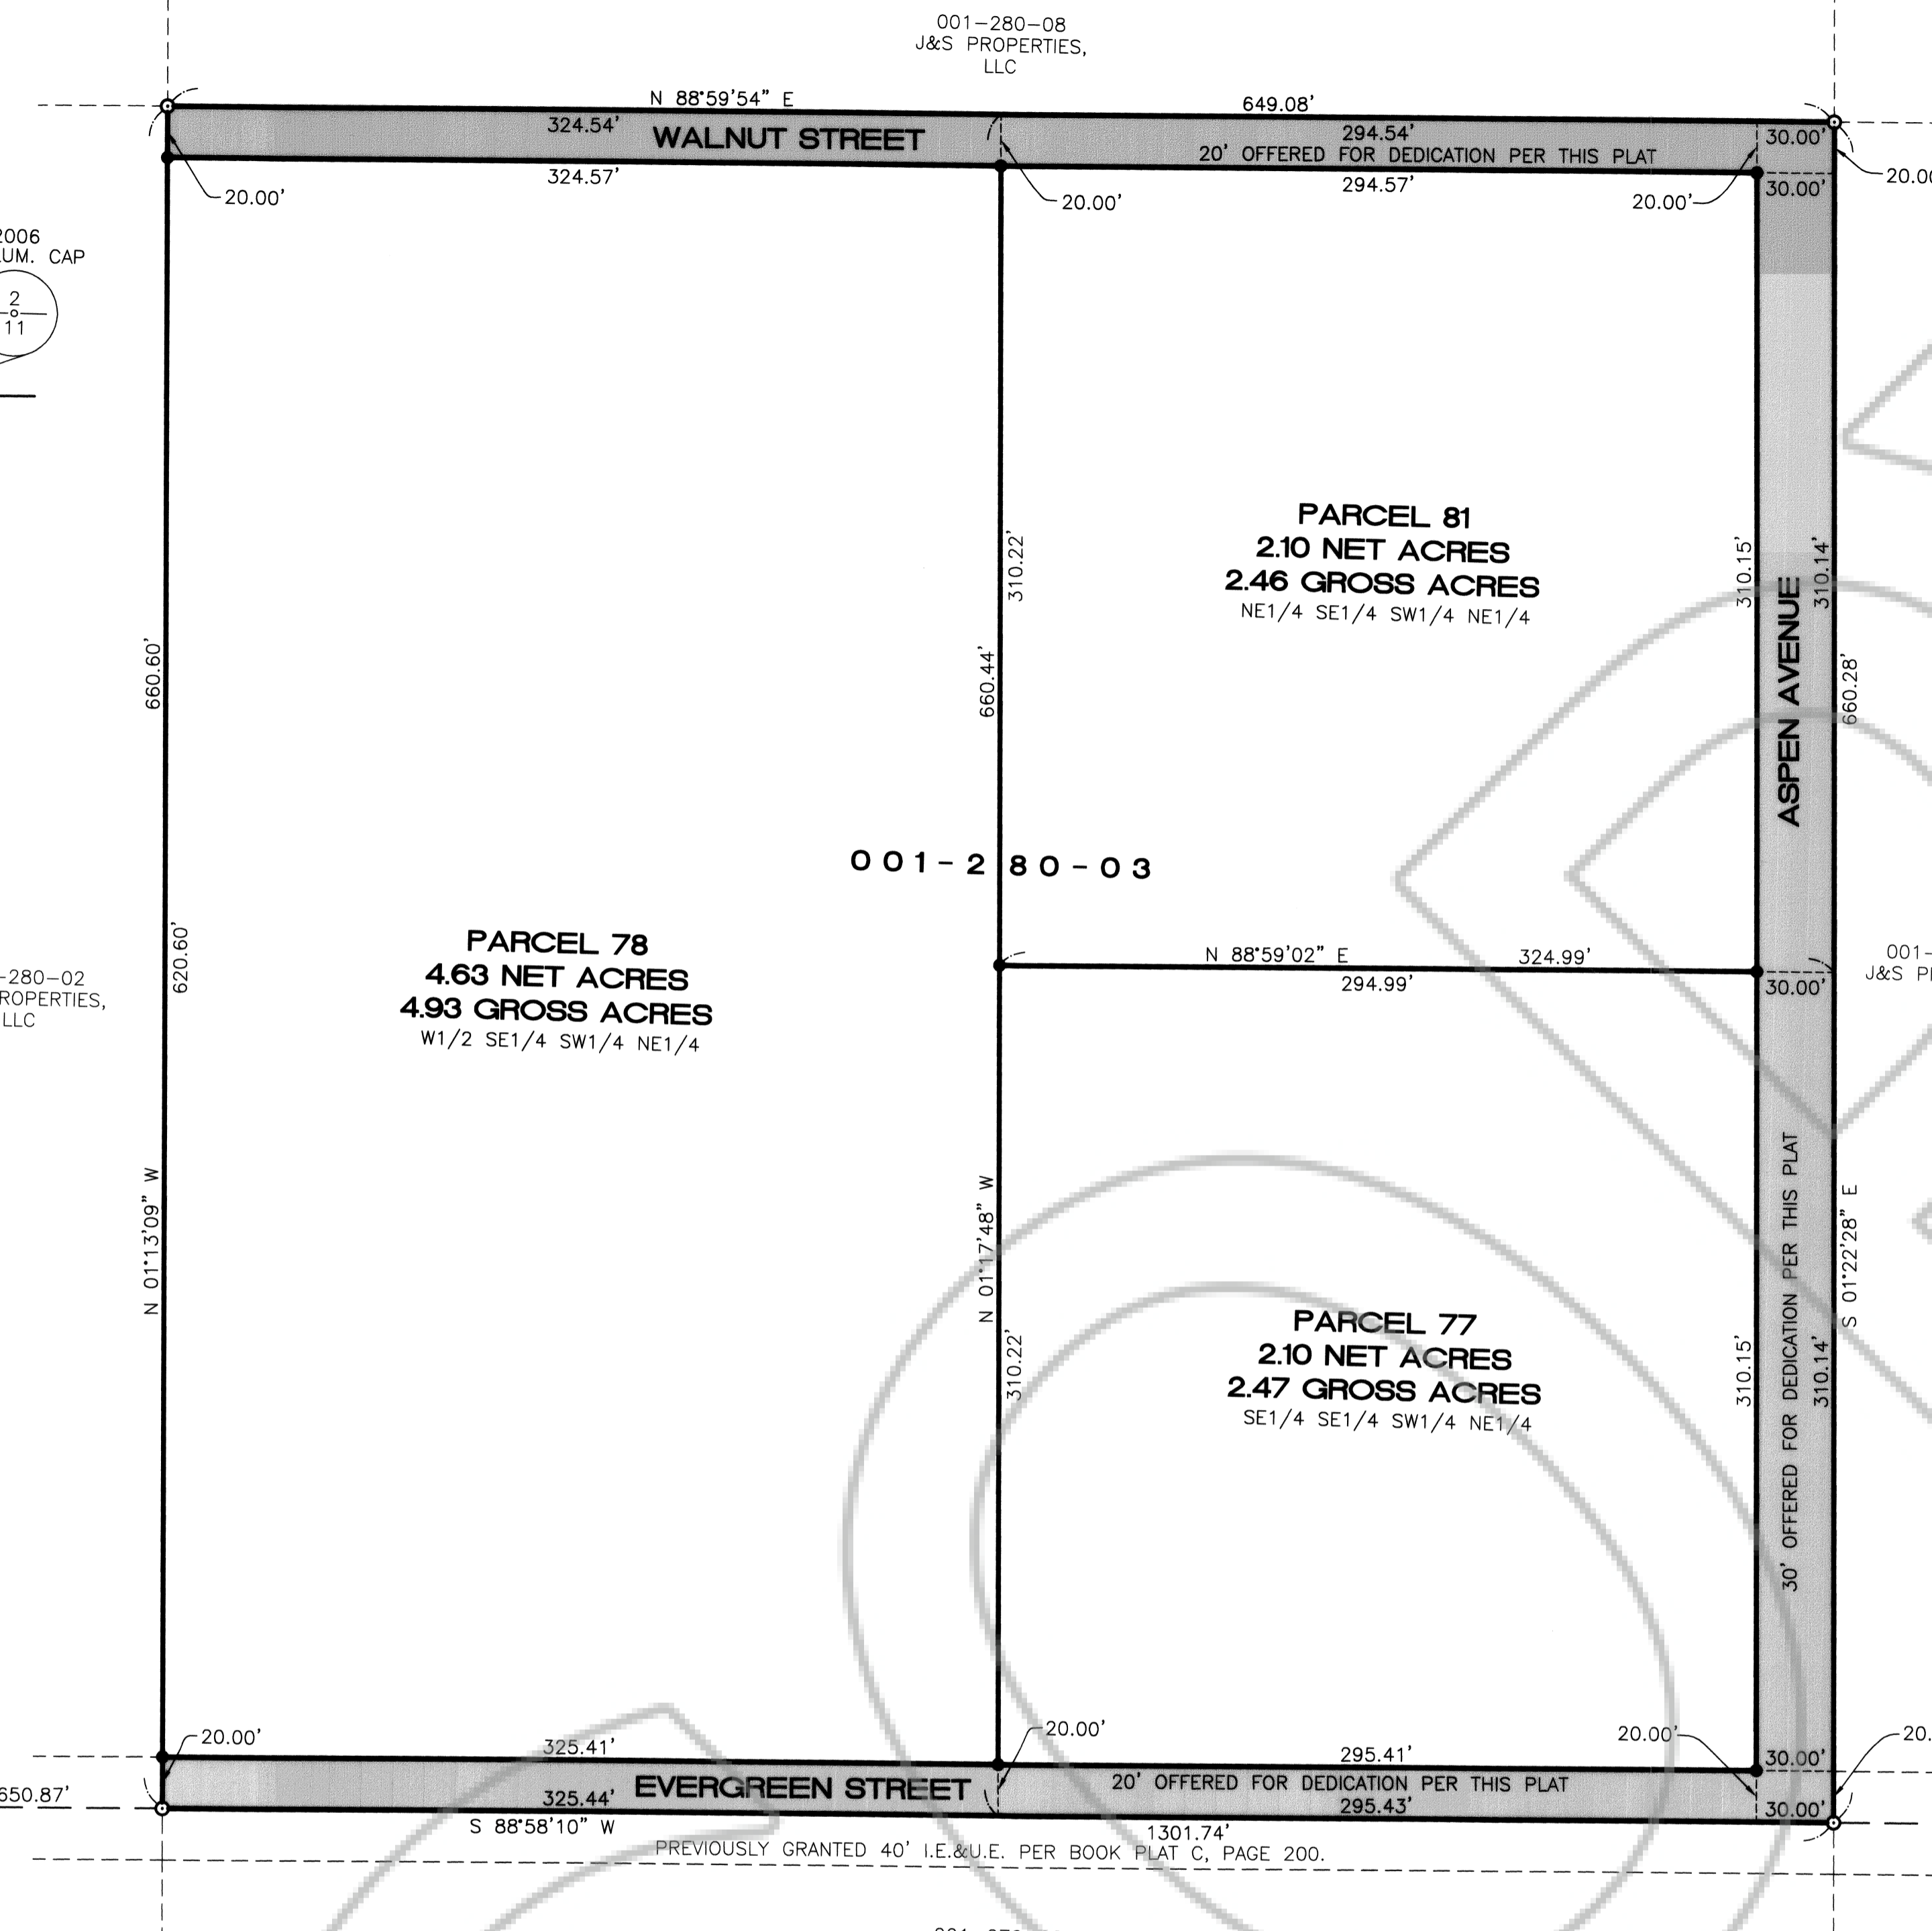 001-280-08
J&S PROPERTIES,
LLC
N 88°59'54" E
649.08'
324.54'
WALNUT STREET
294.54'
30.00'
20' OFFERED FOR DEDICATION PER THIS PLAT
324.57'
294.57'
30.00'
20.00'
20.00'
20.00'
20.00
2006
UM. CAP
2
11
PARCEL 81
2.10 NET ACRES
2.46 GROSS ACRES
NE1/4 SE1/4 SW1/4 NE1/4
310.22'
310.15'
310.14'
ASPEN AVENUE
660.60'
660.44'
660.28'
001-280-03
620.60'
PARCEL 78
4.63 NET ACRES
4.93 GROSS ACRES
W1/2 SE1/4 SW1/4 NE1/4
-280-02
ROPERTIES,
LLC
N 88°59'02" E
324.99'
294.99'
30.00'
001-
J&S P
N 01°13'09" W
N 01°17'48" W
S 01°22'28" E
30' OFFERED FOR DEDICATION PER THIS PLAT
PARCEL 77
2.10 NET ACRES
2.47 GROSS ACRES
SE1/4 SE1/4 SW1/4 NE1/4
310.22'
310.15'
310.14'
20.00'
20.00'
20.00'
20.
325.41'
295.41'
30.00'
EVERGREEN STREET
20' OFFERED FOR DEDICATION PER THIS PLAT
650.87'
325.44'
295.43'
30.00'
S 88°58'10" W
1301.74'
PREVIOUSLY GRANTED 40' I.E.&U.E. PER BOOK PLAT C, PAGE 200.